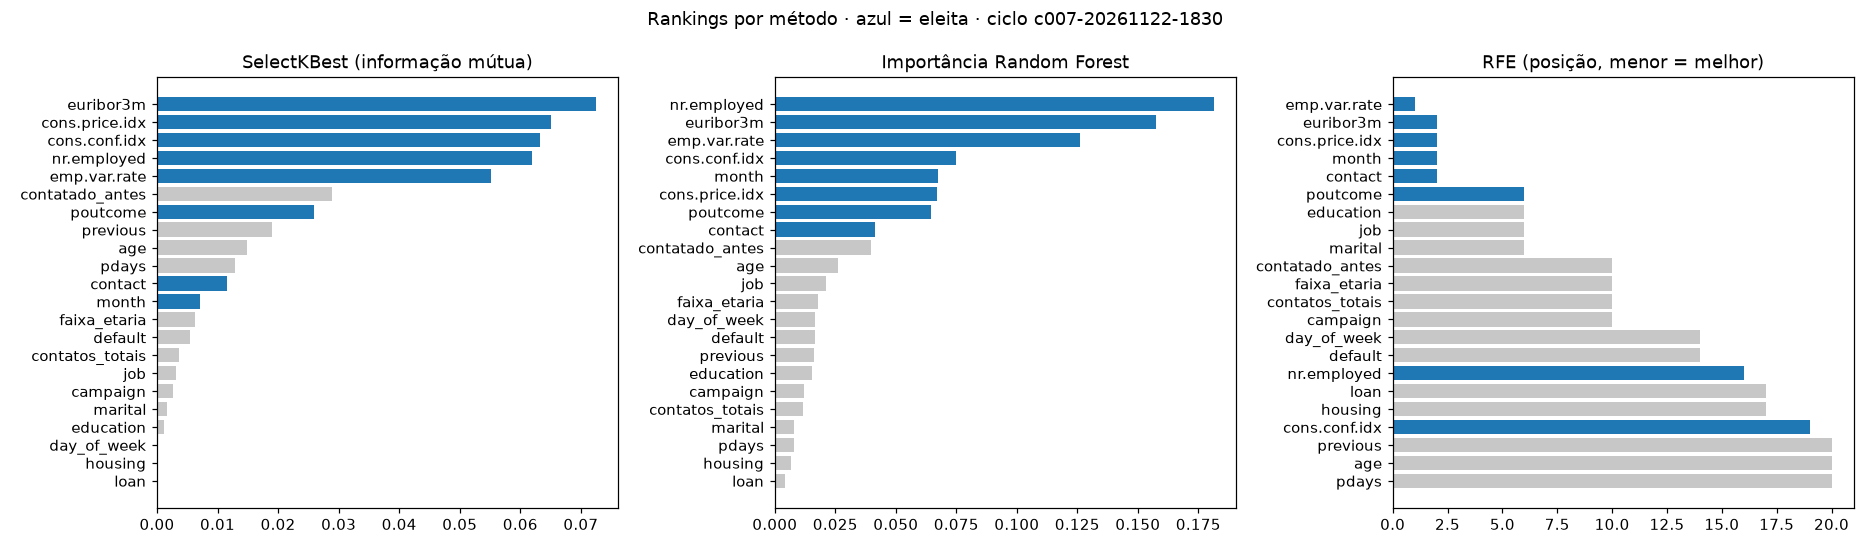 Rankings por método · azul = eleita · ciclo c007-20261122-1830
SelectKBest (informação mútua)
euribor3m
cons.price.idx
cons.conf.idx
nr.employed
emp.var.rate
contatado_antes
poutcome
previous
age
pdays
contact
month
faixa_etaria
default
contatos_totais
job
campaign
marital
education
day_of_week
housing
loan
0.00 0.01 0.02 0.03 0.04 0.05 0.06 0.07
Importância Random Forest
nr.employed
euribor3m
emp.var.rate
cons.conf.idx
month
cons.price.idx
poutcome
contact
contatado_antes
age
job
faixa_etaria
day_of_week
default
previous
education
campaign
contatos_totais
marital
pdays
housing
loan
0.000 0.025 0.050 0.075 0.100 0.125 0.150 0.175
RFE (posição, menor = melhor)
emp.var.rate
euribor3m
cons.price.idx
month
contact
poutcome
education
job
marital
contatado_antes
faixa_etaria
contatos_totais
campaign
day_of_week
default
nr.employed
loan
housing
cons.conf.idx
previous
age
pdays
0.0 2.5 5.0 7.5 10.0 12.5 15.0 17.5 20.0